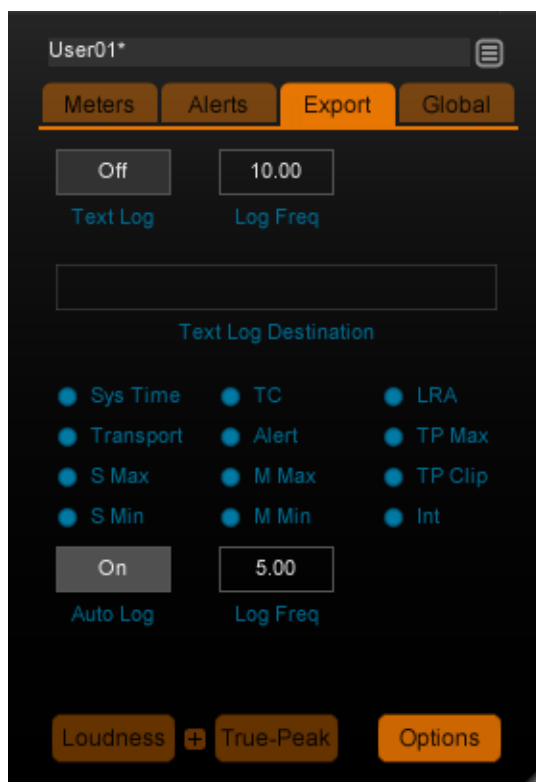 User01*
Meters Alerts Export Global
Off 10.00
Text Log Log Freq
Text Log Destination
Sys Time TC LRA
Transport Alert TP Max
S Max M Max TP Clip
S Min M Min Int
On 5.00
Auto Log Log Freq
Loudness + True-Peak Options